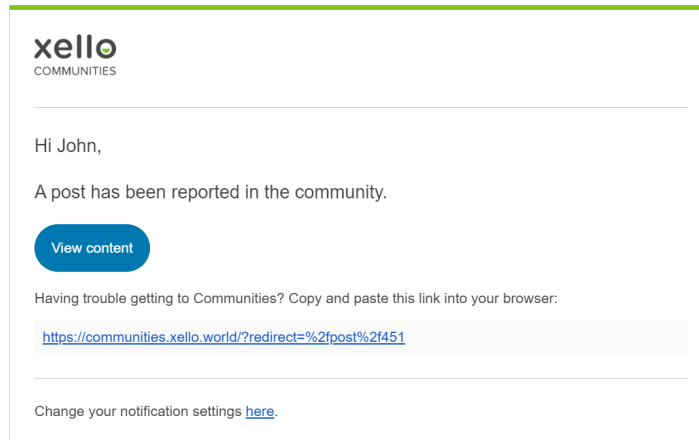 xello
COMMUNITIES
Hi John,
A post has been reported in the community.
View content
Having trouble getting to Communities? Copy and paste this link into your browser:
https://communities.xello.world/?redirect=%2fpost%2f451
Change your notification settings here.